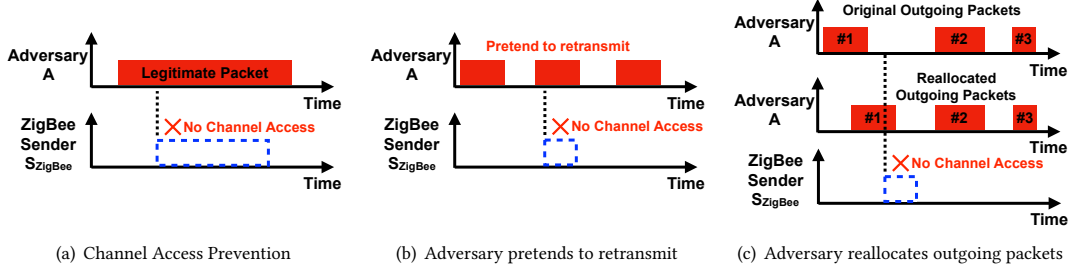 Adversary
A
Legitimate Packet
Time
ZigBee
Sender
SZigBee
No Channel Access
Time
(a) Channel Access Prevention
Adversary
A
Pretend to retransmit
Time
No Channel Access
ZigBee
Sender
SZigBee
Time
(b) Adversary pretends to retransmit
Original Outgoing Packets
Adversary
A
#1
#2
#3
Time
Reallocated
Outgoing Packets
Adversary
A
#1
#2
#3
Time
ZigBee
Sender
SZigBee
No Channel Access
Time
(c) Adversary reallocates outgoing packets